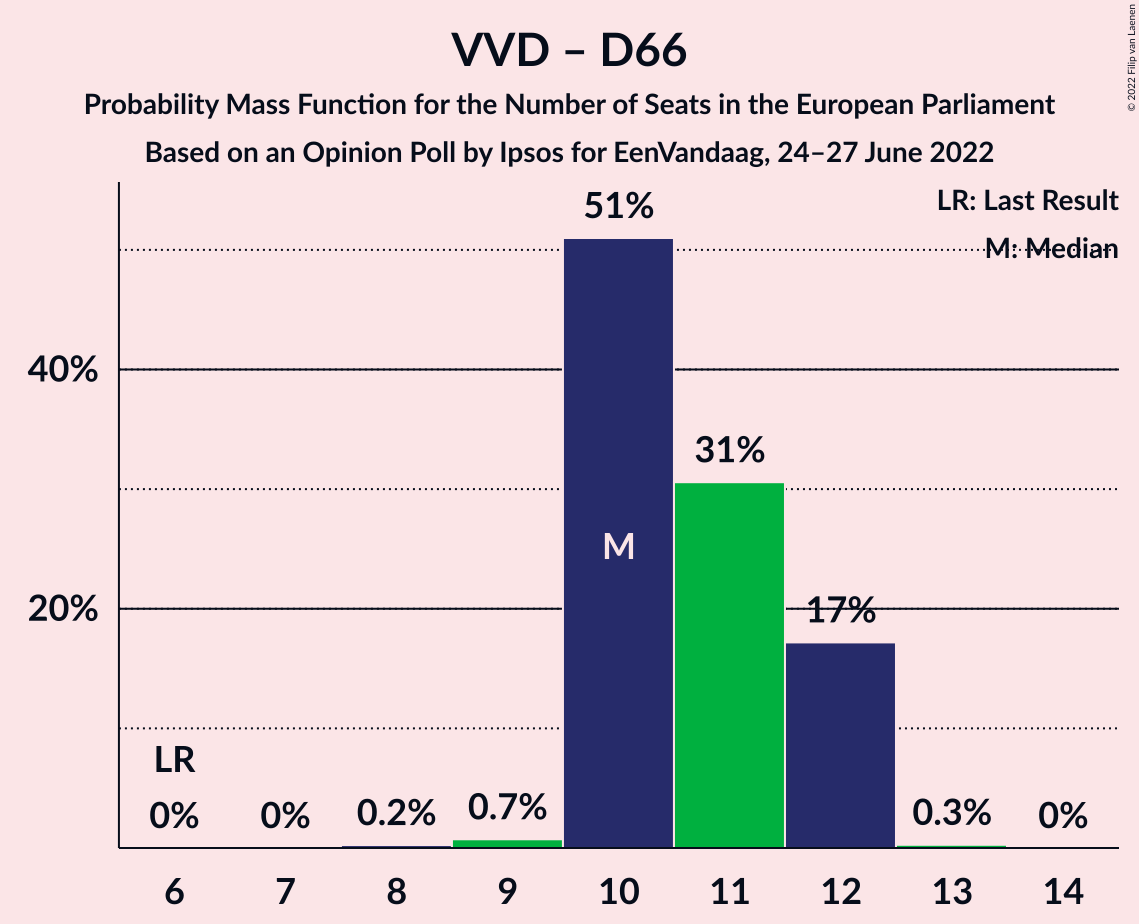 VVD – D66
Probability Mass Function for the Number of Seats in the European Parliament
Based on an Opinion Poll by Ipsos for EenVandaag, 24–27 June 2022
© 2022 Filip van Laenen
LR: Last Result
M: Median
51%
40%
31%
M
20%
17%
LR
0%
0%
0.2%
0.7%
0.3%
0%
6 7 8 9 10 11 12 13 14